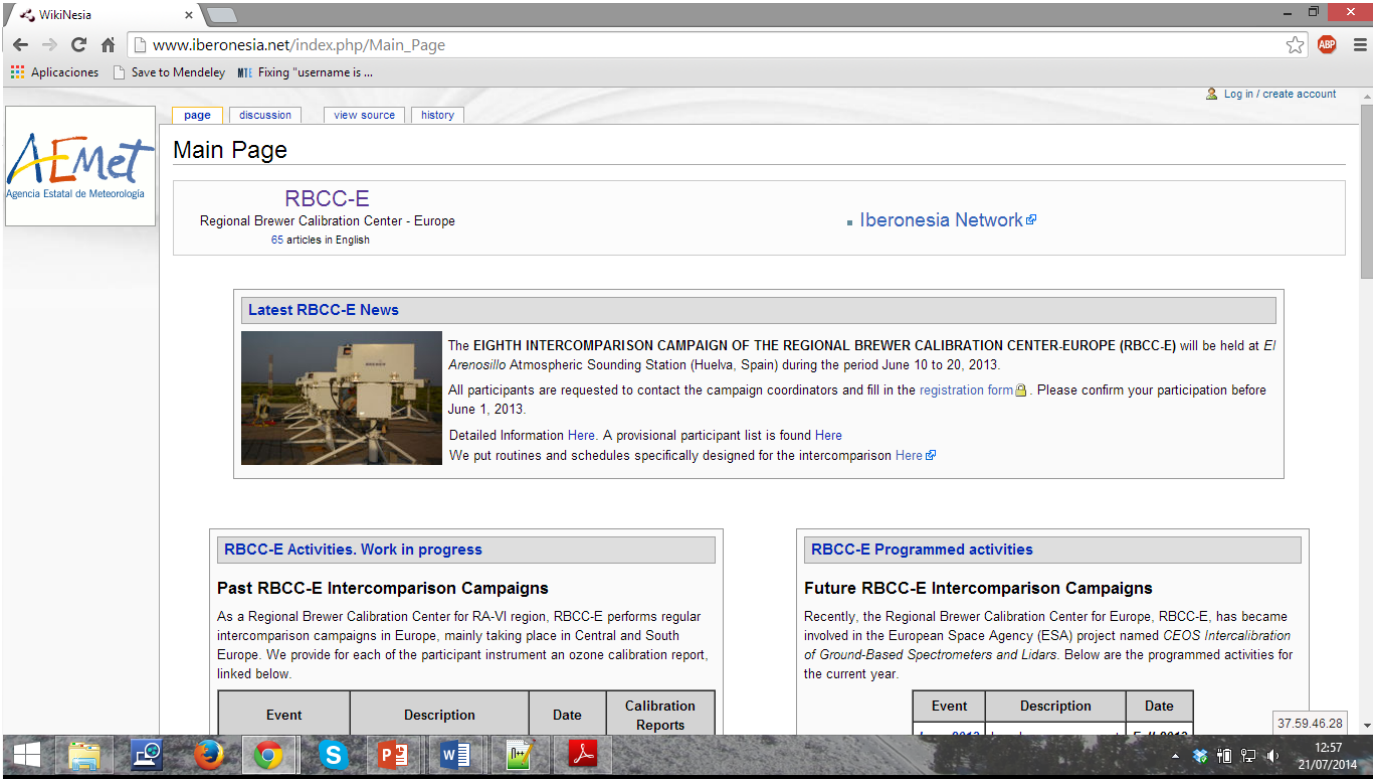 WikiNesia
www.iberonesia.net/index.php/Main_Page
ABP
Aplicaciones Save to Mendeley MTE Fixing "username is ...
Log in / create account
page discussion view source history
AEMet
Agencia Estatal de Meteorología
Main Page
RBCC-E
Regional Brewer Calibration Center - Europe
65 articles in English
Iberonesia Network
Latest RBCC-E News
The EIGHTH INTERCOMPARISON CAMPAIGN OF THE REGIONAL BREWER CALIBRATION CENTER-EUROPE (RBCC-E) will be held at El
Arenosillo Atmospheric Sounding Station (Huelva, Spain) during the period June 10 to 20, 2013.
All participants are requested to contact the campaign coordinators and fill in the registration form . Please confirm your participation before
June 1, 2013.
Detailed Information Here. A provisional participant list is found Here
We put routines and schedules specifically designed for the intercomparison Here
RBCC-E Activities. Work in progress
Past RBCC-E Intercomparison Campaigns
As a Regional Brewer Calibration Center for RA-VI region, RBCC-E performs regular
intercomparison campaigns in Europe, mainly taking place in Central and South
Europe. We provide for each of the participant instrument an ozone calibration report,
linked below.
Event Description Date Calibration
Reports
RBCC-E Programmed activities
Future RBCC-E Intercomparison Campaigns
Recently, the Regional Brewer Calibration Center for Europe, RBCC-E, has became
involved in the European Space Agency (ESA) project named CEOS Intercalibration
of Ground-Based Spectrometers and Lidars. Below are the programmed activities for
the current year.
Event Description Date
37.59.46.28
12:57
21/07/2014